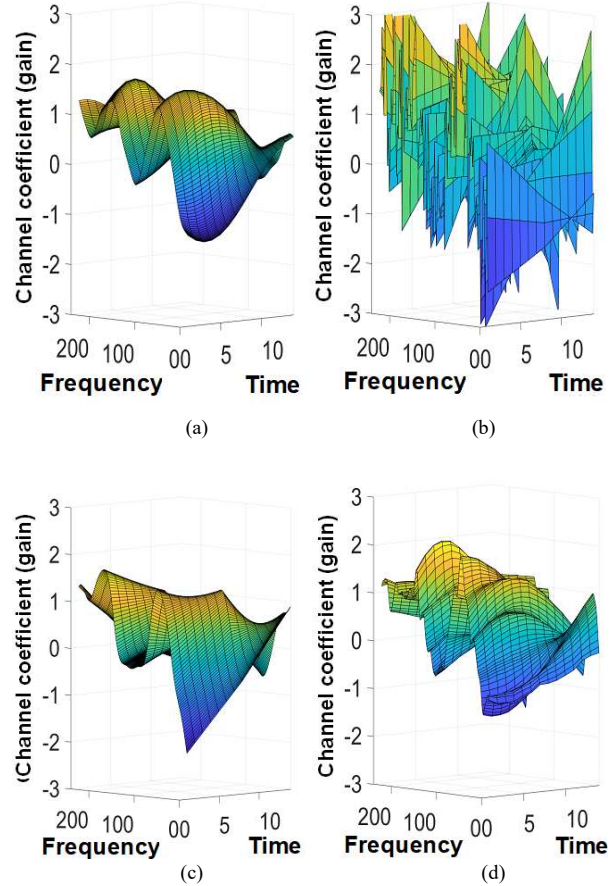 3
2
1
0
-1
-2
-3
Channel coefficient (gain)
200 100 00 5 10
Frequency Time
(a)
3
2
1
0
-1
-2
-3
Channel coefficient (gain)
200 100 00 5 10
Frequency Time
(b)
3
2
1
0
-1
-2
-3
(Channel coefficient (gain)
200 100 00 5 10
Frequency Time
(c)
3
2
1
0
-1
-2
-3
Channel coefficient (gain)
200 100 00 5 10
Frequency Time
(d)